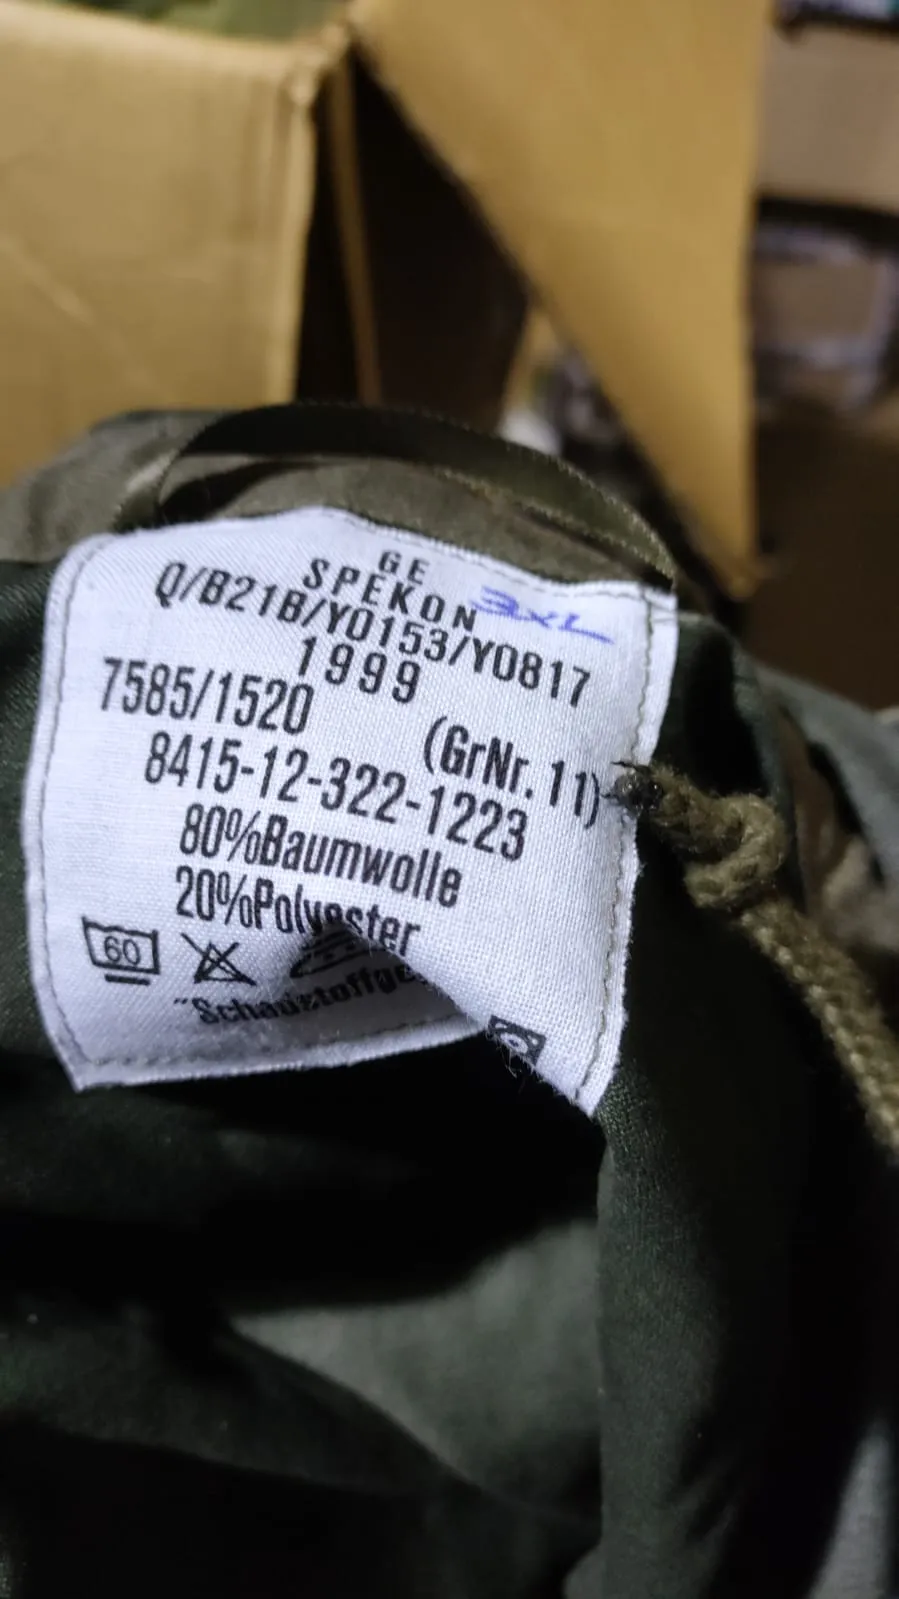 GE
SPEKON 3XL
Q/B21B/Y0153/Y0817
1999
7585/1520 (GrNr. 11)
8415-12-322-1223
80%Baumwolle
20%Polyester
60